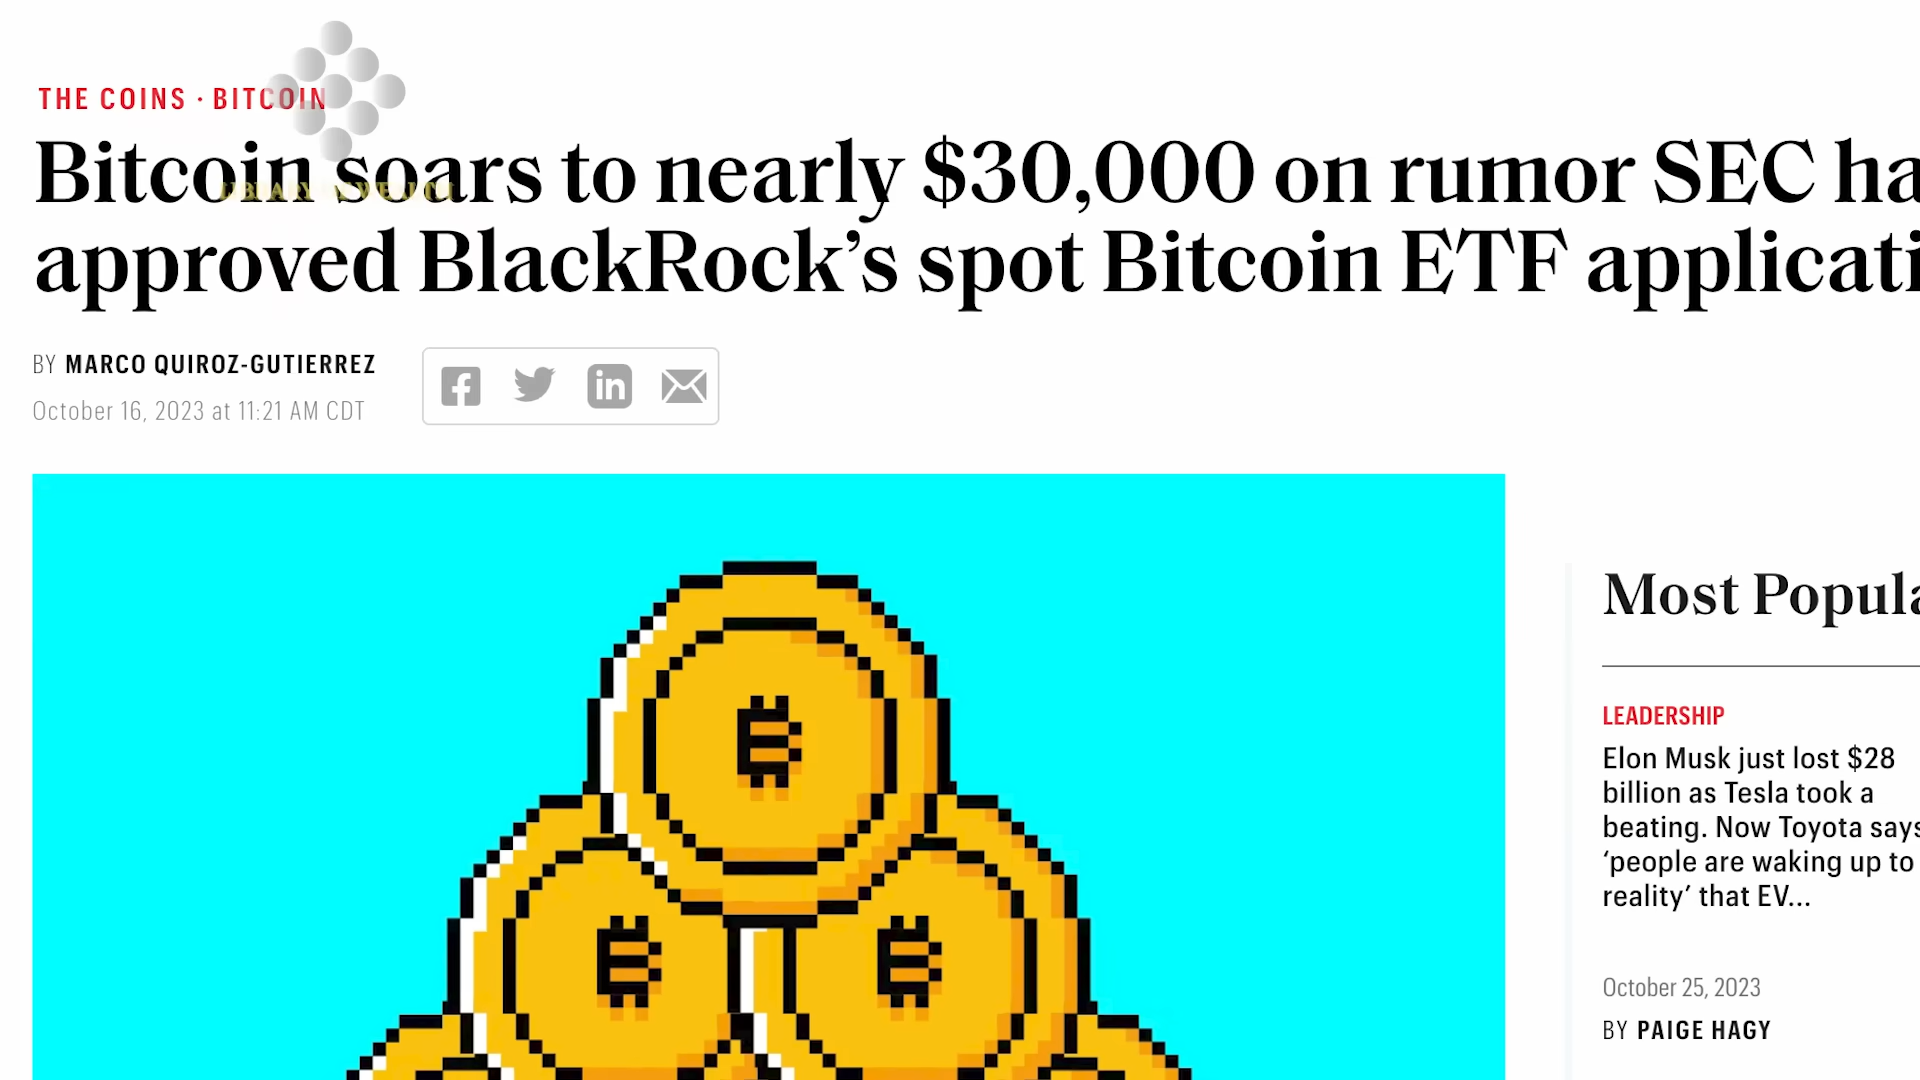 THE COINS · BITCOIN
Bitcoin soars to nearly $30,000 on rumor SEC ha
approved BlackRock’s spot Bitcoin ETF applicati
BY MARCO QUIROZ-GUTIERREZ
October 16, 2023 at 11:21 AM CDT
Most Popula
LEADERSHIP
Elon Musk just lost $28
billion as Tesla took a
beating. Now Toyota says
‘people are waking up to
reality’ that EV...
October 25, 2023
BY PAIGE HAGY